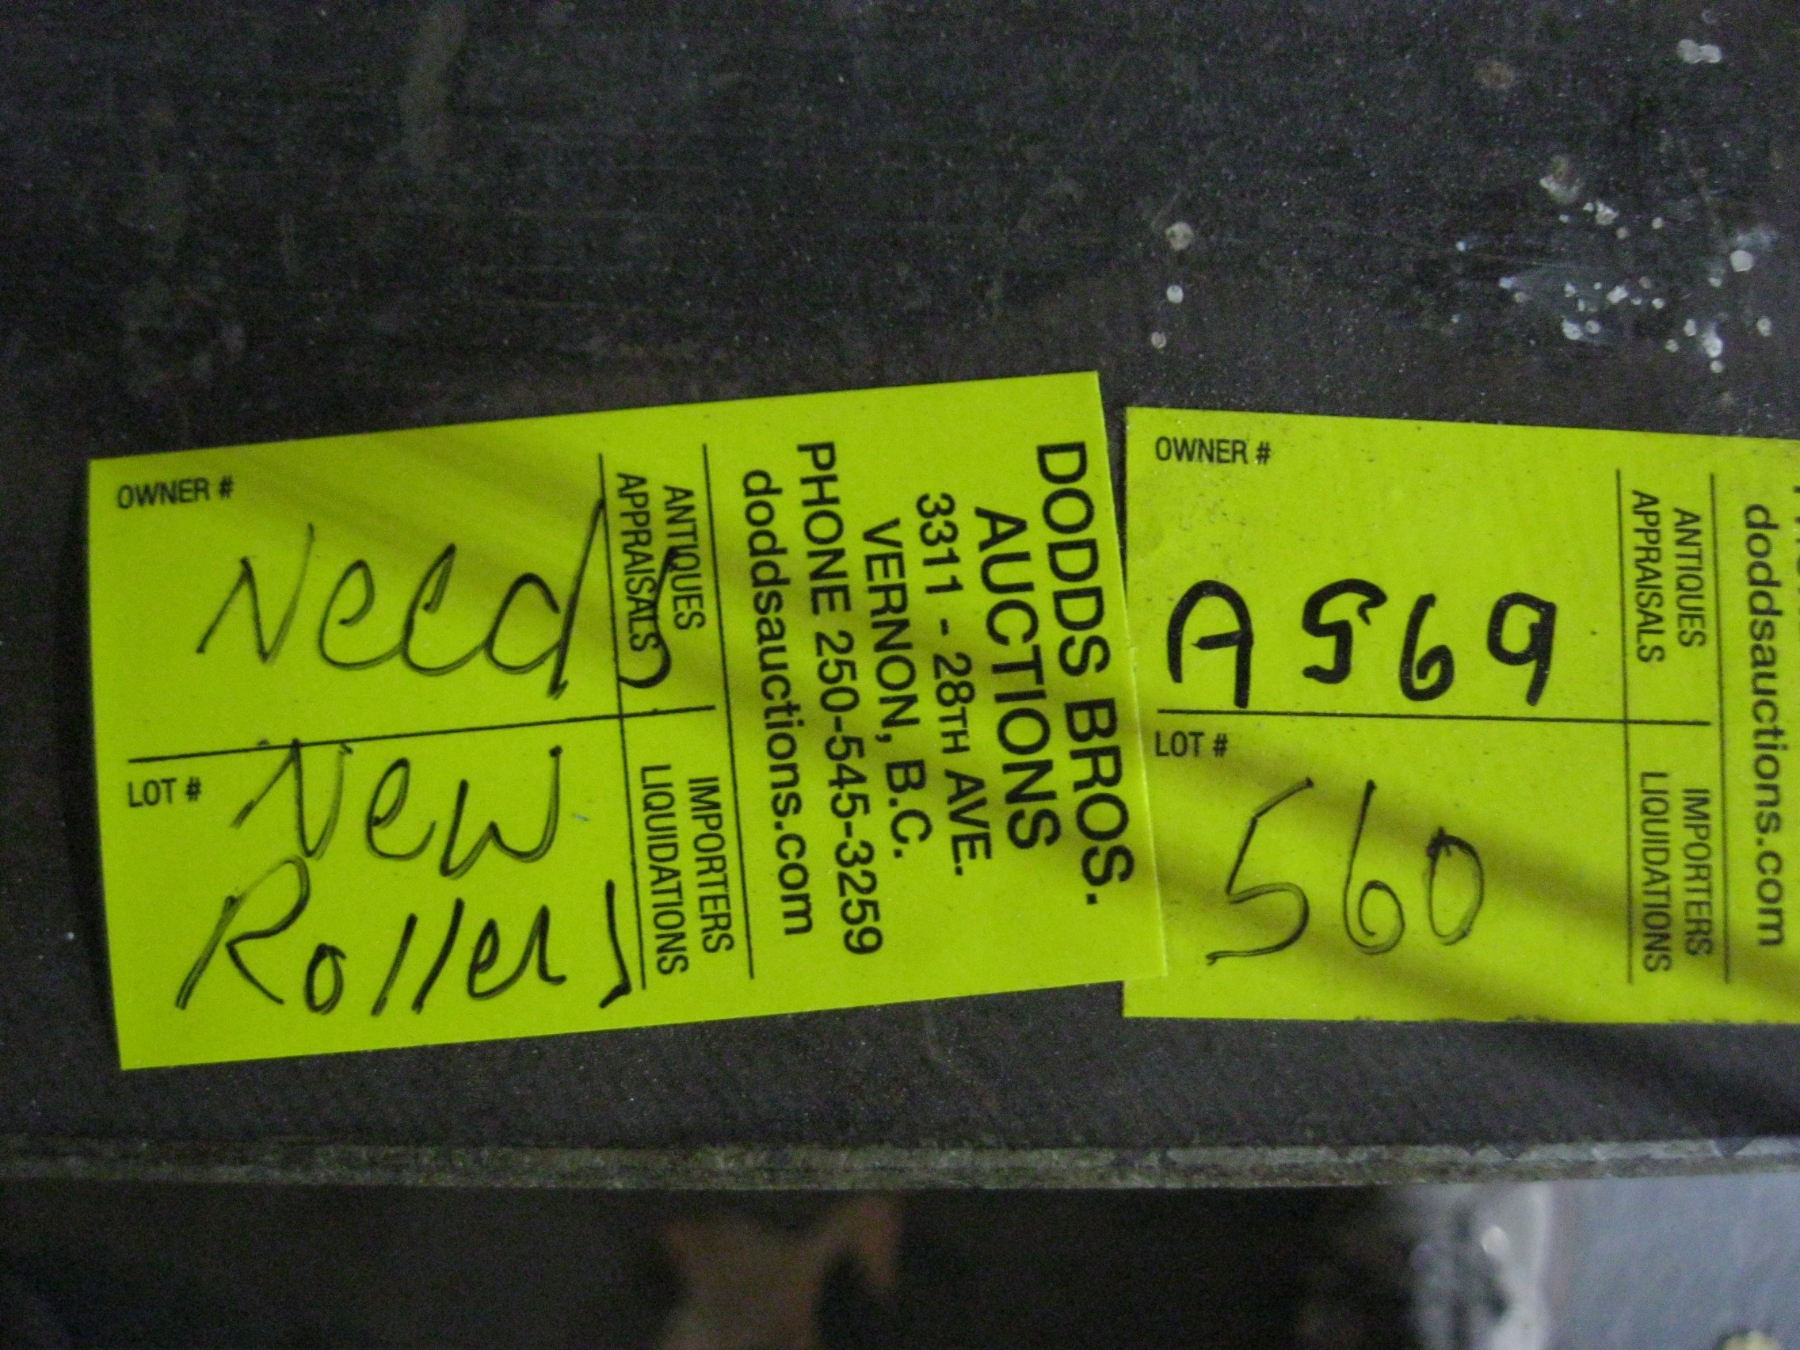 OWNER #
Needs
LOT #
New
Rollers
ANTIQUES
APPRAISALS
IMPORTERS
LIQUIDATIONS
DODDS BROS.
AUCTIONS
3311 - 28TH AVE.
VERNON, B.C.
PHONE 250-545-3259
doddsauctions.com
OWNER #
A569
LOT #
560
ANTIQUES
APPRAISALS
IMPORTERS
LIQUIDATIONS
doddsauctions.com